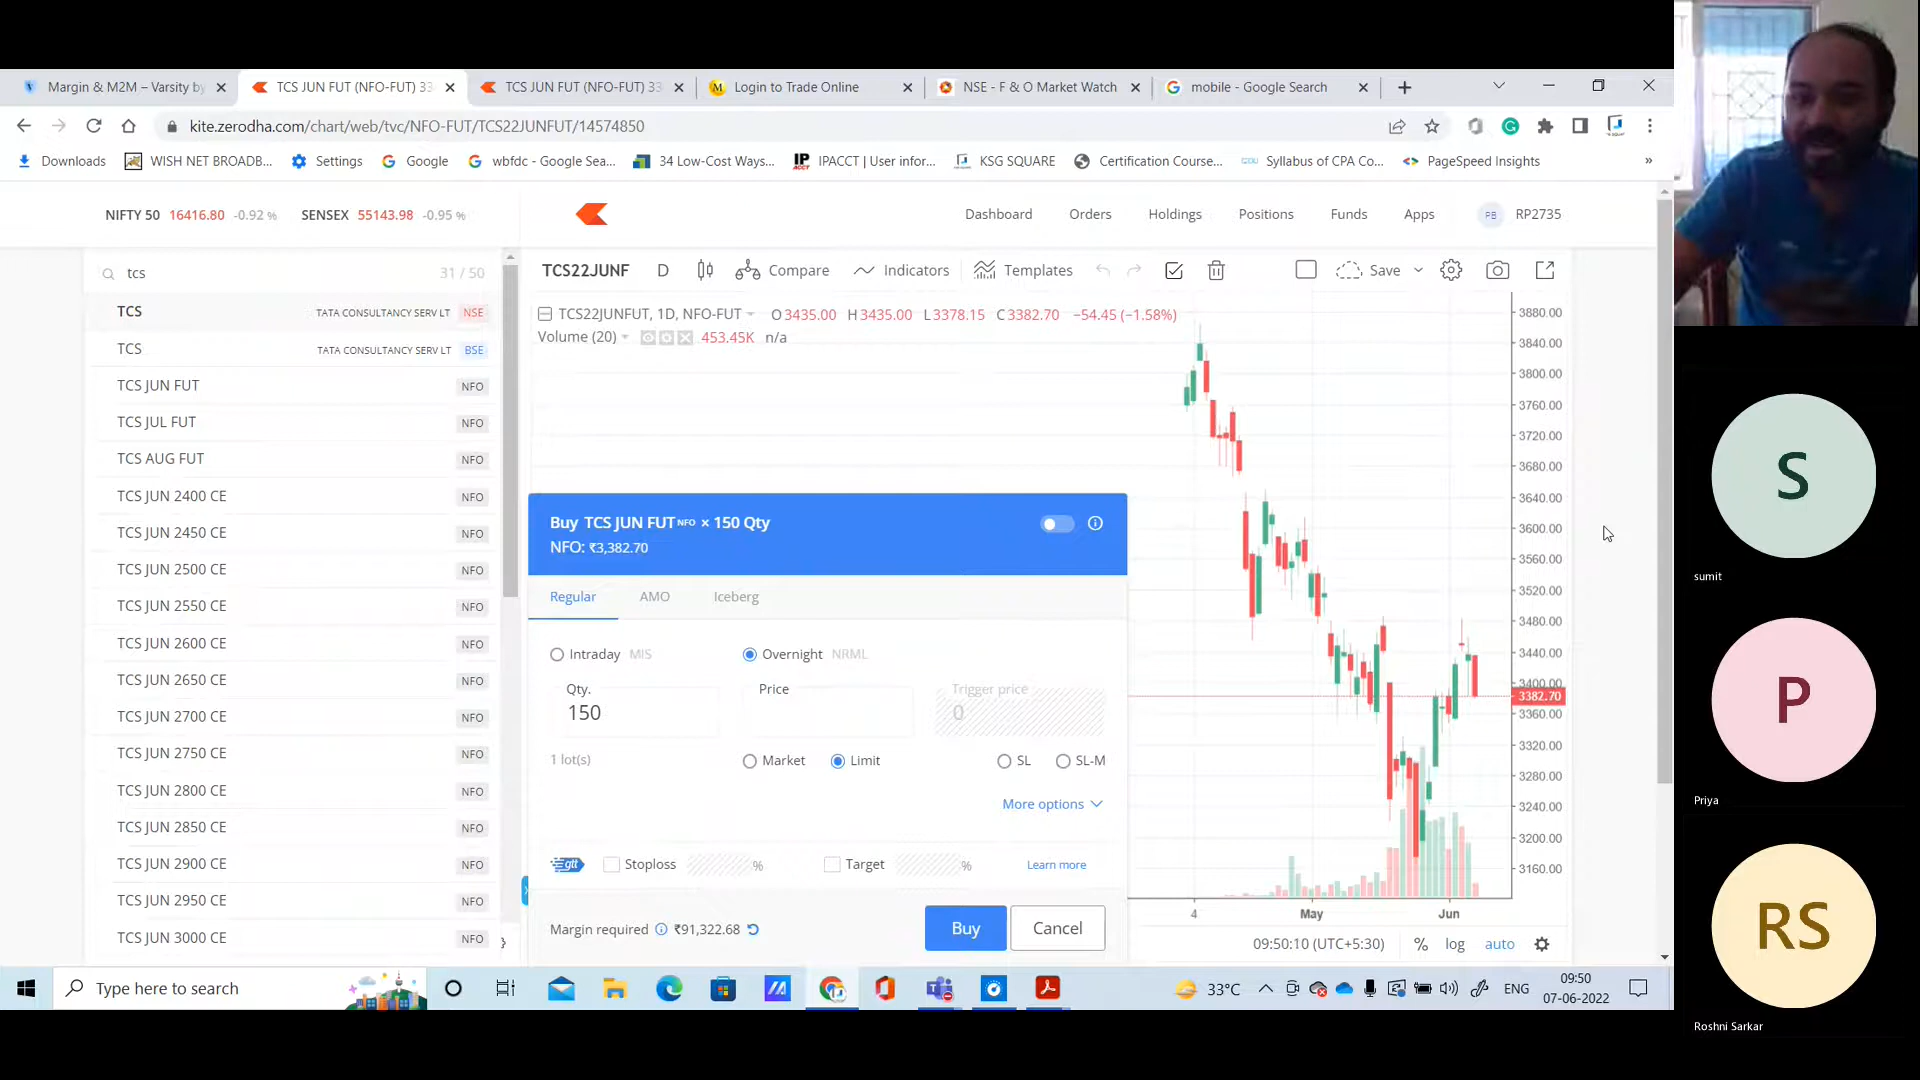 Margin & M2M – Varsity by
TCS JUN FUT (NFO-FUT) 33
TCS JUN FUT (NFO-FUT) 33
Login to Trade Online
NSE - F & O Market Watch
mobile - Google Search
kite.zerodha.com/chart/web/tvc/NFO-FUT/TCS22JUNFUT/14574850
Downloads
WISH NET BROADB...
Settings
Google
wbfdc - Google Sea...
34 Low-Cost Ways...
IPACCT | User infor...
KSG SQUARE
Certification Course...
Syllabus of CPA Co...
PageSpeed Insights
»
NIFTY 50 16416.80 -0.92 %
SENSEX 55143.98 -0.95 %
Dashboard
Orders
Holdings
Positions
Funds
Apps
PB
RP2735
tcs
31 / 50
TCS TATA CONSULTANCY SERV LT NSE
TCS TATA CONSULTANCY SERV LT BSE
TCS JUN FUT NFO
TCS JUL FUT NFO
TCS AUG FUT NFO
TCS JUN 2400 CE NFO
TCS JUN 2450 CE NFO
TCS JUN 2500 CE NFO
TCS JUN 2550 CE NFO
TCS JUN 2600 CE NFO
TCS JUN 2650 CE NFO
TCS JUN 2700 CE NFO
TCS JUN 2750 CE NFO
TCS JUN 2800 CE NFO
TCS JUN 2850 CE NFO
TCS JUN 2900 CE NFO
TCS JUN 2950 CE NFO
TCS JUN 3000 CE NFO
TCS22JUNF
D
Compare
Indicators
Templates
Save
TCS22JUNFUT, 1D, NFO-FUT O3435.00 H3435.00 L3378.15 C3382.70 −54.45 (−1.58%)
Volume (20) 453.45K n/a
3880.00
3840.00
3800.00
3760.00
3720.00
3680.00
3640.00
3600.00
3560.00
3520.00
3480.00
3440.00
3400.00
3382.70
3360.00
3320.00
3280.00
3240.00
3200.00
3160.00
4
May
Jun
09:50:10 (UTC+5:30)
%
log
auto
Buy TCS JUN FUT NFO × 150 Qty
NFO: ₹3,382.70
Regular
AMO
Iceberg
Intraday MIS
Overnight NRML
Qty.
150
Price
Trigger price
0
1 lot(s)
Market
Limit
SL
SL-M
More options
gtt
Stoploss %
Target %
Learn more
Margin required ₹91,322.68
Buy
Cancel
Type here to search
33°C
ENG
09:50
07-06-2022
S
sumit
P
Priya
RS
Roshni Sarkar